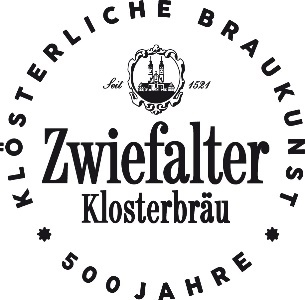 KLÖSTERLICHE BRAUKUNST
Seit 1521
Zwiefalter
Klosterbräu
* 500 JAHRE *